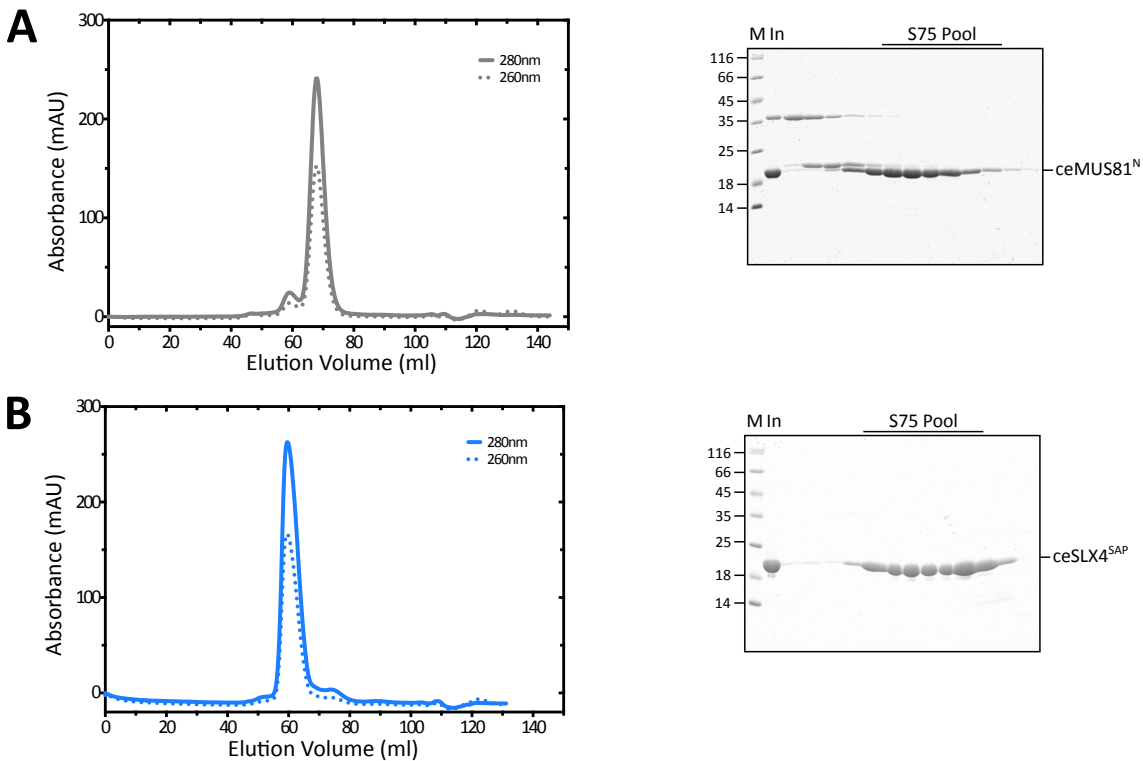 A
Absorbance (mAU)
300
200
100
0
280nm
260nm
0 20 40 60 80 100 120 140
Elution Volume (ml)
M In S75 Pool
116
66
45
35
25
18
14
ceMUS81N
B
Absorbance (mAU)
300
200
100
0
280nm
260nm
0 20 40 60 80 100 120 140
Elution Volume (ml)
M In S75 Pool
116
66
45
35
25
18
14
ceSLX4SAP